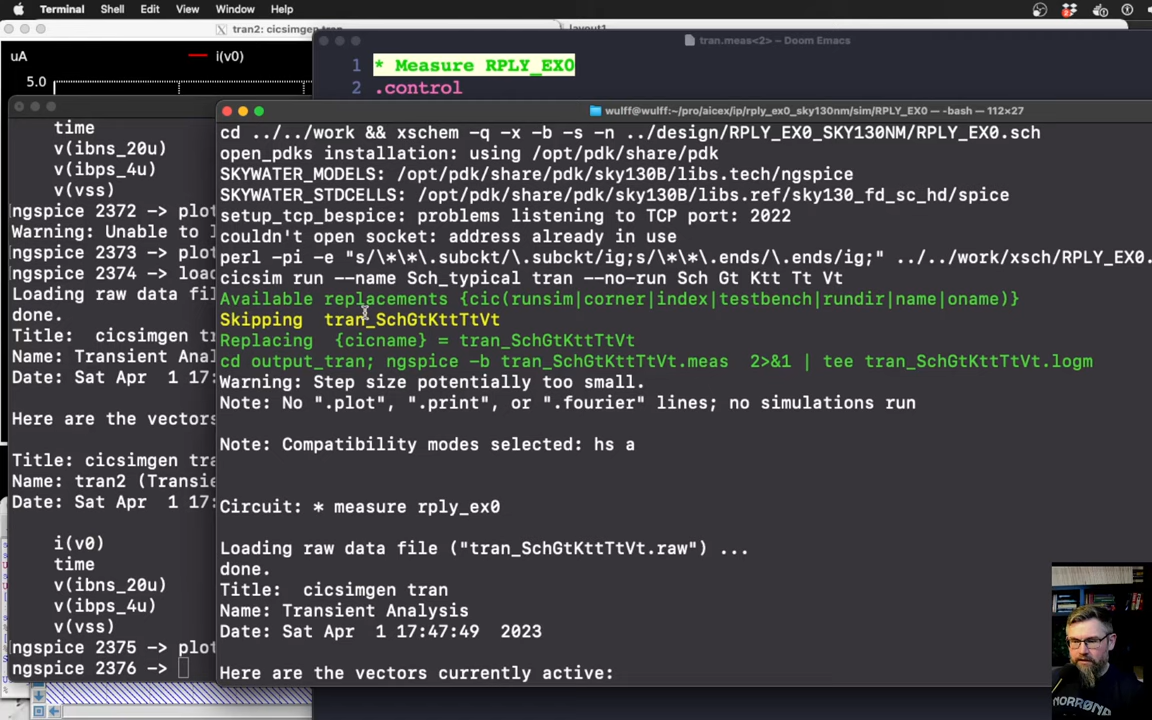 Terminal Shell Edit View Window Help
tran2: cicsimgen tran
layout1
tran.meas<2> — Doom Emacs
uA
i(v0)
5.0
1 * Measure RPLY_EX0
2 .control
wulff@wulff:~/pro/aicex/ip/rply_ex0_sky130nm/sim/RPLY_EX0 — -bash — 112×27
time
v(ibns_20u)
v(ibps_4u)
v(vss)
ngspice 2372 -> plot
Warning: Unable to
ngspice 2373 -> plot
ngspice 2374 -> load
Loading raw data fil
done.
Title: cicsimgen t
Name: Transient Anal
Date: Sat Apr 1 17:
Here are the vectors
Title: cicsimgen tra
Name: tran2 (Transie
Date: Sat Apr 1 17:
i(v0)
time
v(ibns_20u)
v(ibps_4u)
v(vss)
ngspice 2375 -> plot
ngspice 2376 ->
cd ../../work && xschem -q -x -b -s -n ../design/RPLY_EX0_SKY130NM/RPLY_EX0.sch
open_pdks installation: using /opt/pdk/share/pdk
SKYWATER_MODELS: /opt/pdk/share/pdk/sky130B/libs.tech/ngspice
SKYWATER_STDCELLS: /opt/pdk/share/pdk/sky130B/libs.ref/sky130_fd_sc_hd/spice
setup_tcp_bespice: problems listening to TCP port: 2022
couldn't open socket: address already in use
perl -pi -e "s/\*\*\.subckt/\.subckt/ig;s/\*\*\.ends/\.ends/ig;" ../../work/xsch/RPLY_EX0.
cicsim run --name Sch_typical tran --no-run Sch Gt Ktt Tt Vt
Available replacements {cic(runsim|corner|index|testbench|rundir|name|oname)}
Skipping tran_SchGtKttTtVt
Replacing {cicname} = tran_SchGtKttTtVt
cd output_tran; ngspice -b tran_SchGtKttTtVt.meas 2>&1 | tee tran_SchGtKttTtVt.logm
Warning: Step size potentially too small.
Note: No ".plot", ".print", or ".fourier" lines; no simulations run
Note: Compatibility modes selected: hs a
Circuit: * measure rply_ex0
Loading raw data file ("tran_SchGtKttTtVt.raw") ...
done.
Title: cicsimgen tran
Name: Transient Analysis
Date: Sat Apr 1 17:47:49 2023
Here are the vectors currently active: